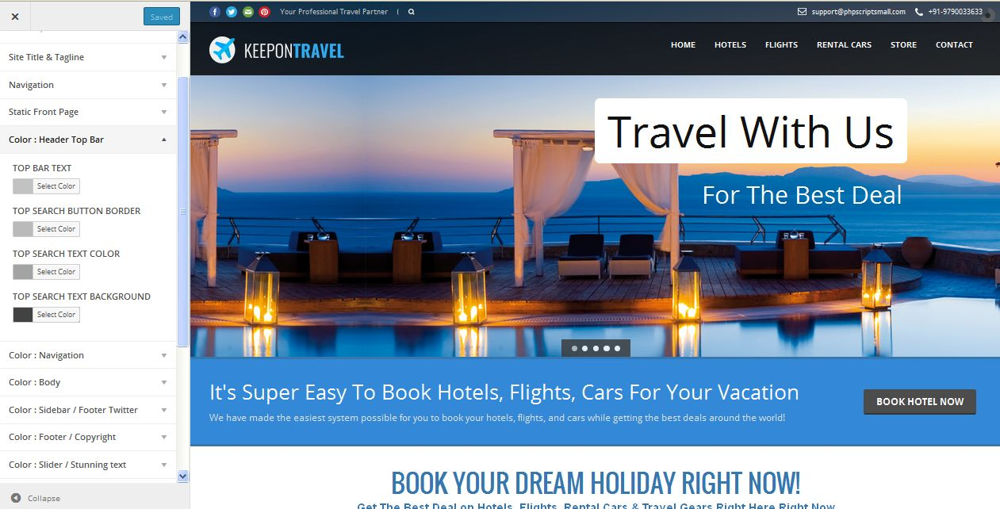 Saved
Site Title & Tagline
Navigation
Static Front Page
Color : Header Top Bar
TOP BAR TEXT
Select Color
TOP SEARCH BUTTON BORDER
Select Color
TOP SEARCH TEXT COLOR
Select Color
TOP SEARCH TEXT BACKGROUND
Select Color
Color : Navigation
Color : Body
Color : Sidebar / Footer Twitter
Color : Footer / Copyright
Color : Slider / Stunning text
Collapse
Your Professional Travel Partner
support@phpscriptsmall.com +91-9790033633
KEEPONTRAVEL
HOME HOTELS FLIGHTS RENTAL CARS STORE CONTACT
Travel With Us
For The Best Deal
It's Super Easy To Book Hotels, Flights, Cars For Your Vacation
We have made the easiest system possible for you to book your hotels, flights, and cars while getting the best deals around the world!
BOOK HOTEL NOW
BOOK YOUR DREAM HOLIDAY RIGHT NOW!
Get The Best Deal on Hotels, Flights, Rental Cars & Travel Gears Right Here Right Now